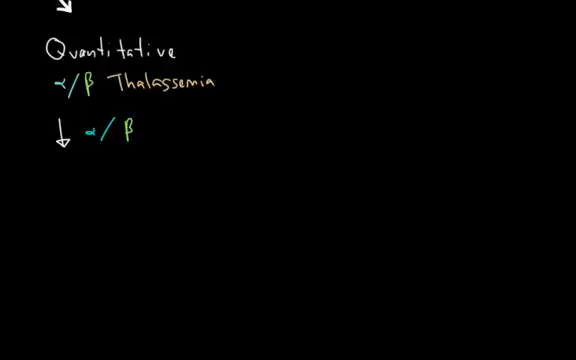 Quantitative
α/β Thalassemia
↓ α/β